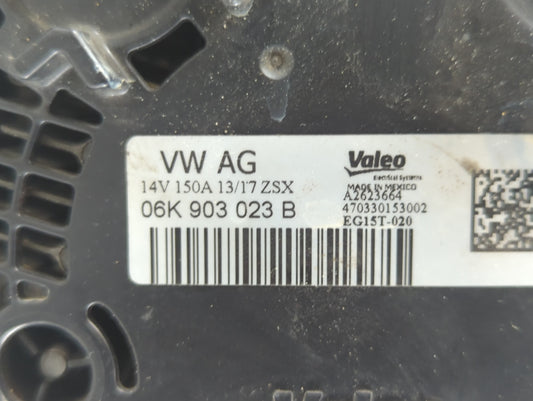 VW AG
14V 150A 13/17 ZSX
06K 903 023 B
Valeo
Electrical Systems
MADE IN MEXICO
A2623664
470330153002
EG15T-020